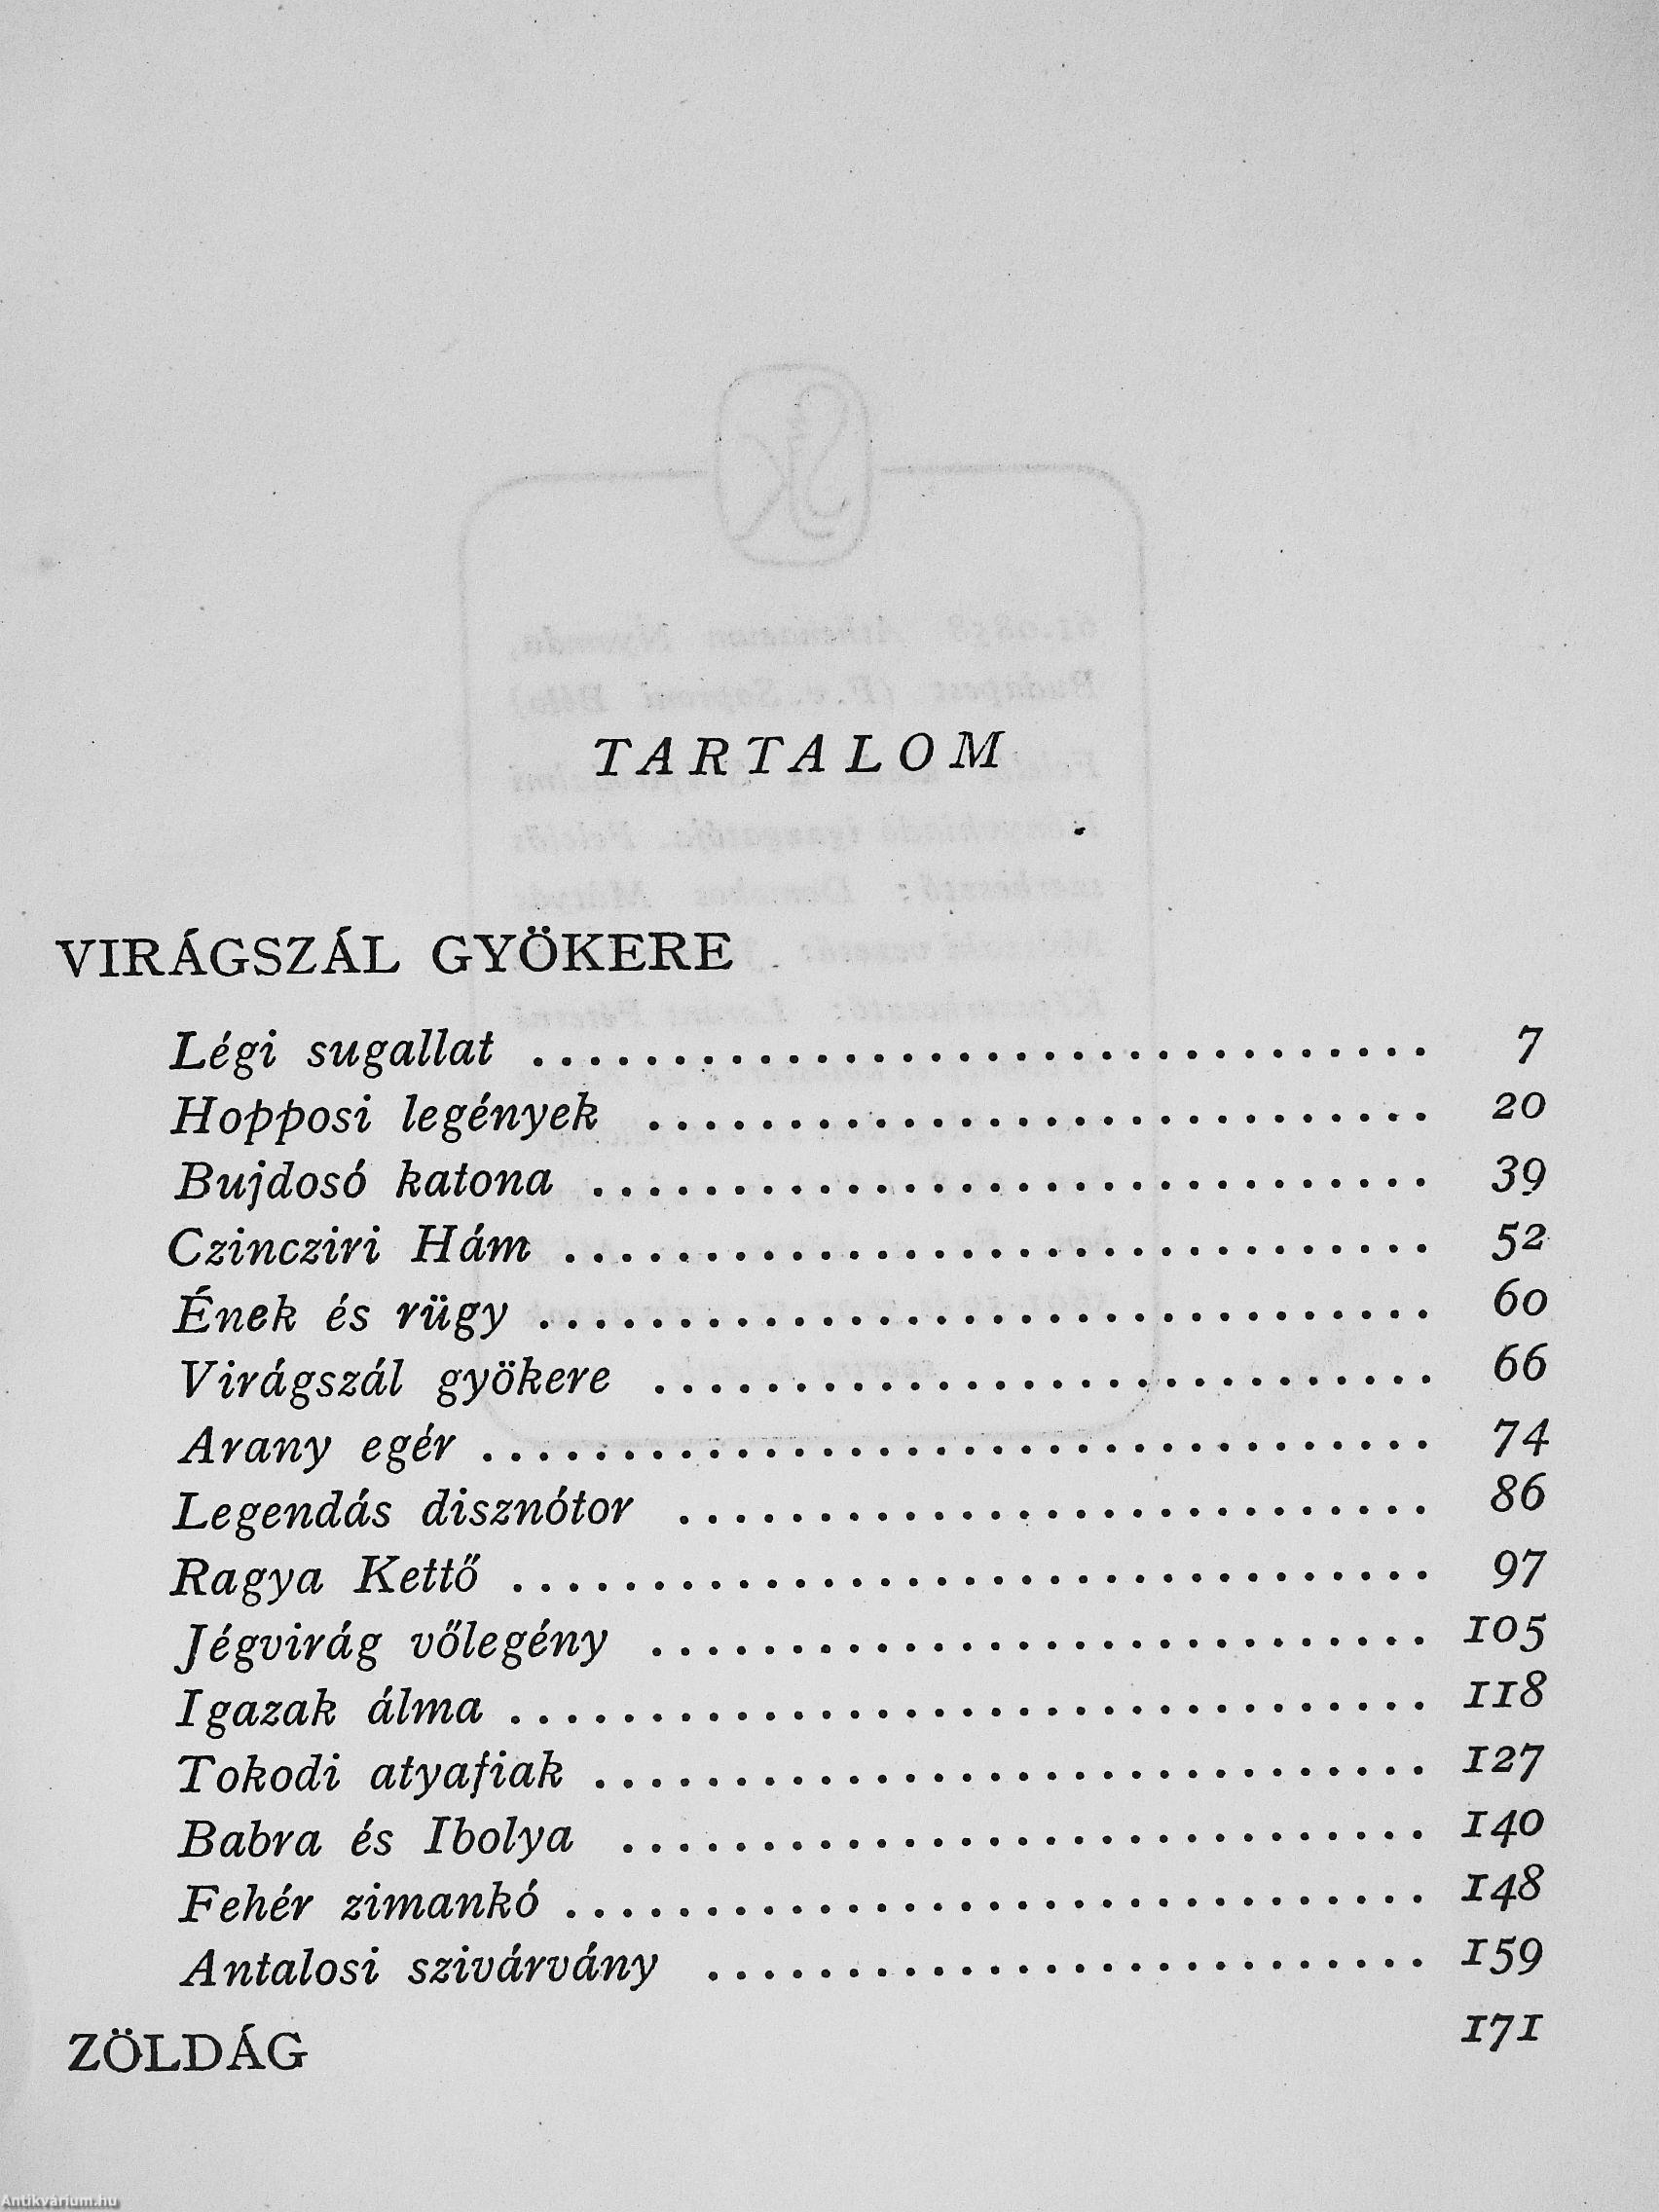 TARTALOM
VIRÁGSZÁL GYÖKERE
Légi sugallat ................................ 7
Hopposi legények ............................ 20
Bujdosó katona .............................. 39
Czincziri Hám ............................... 52
Ének és rügy ................................ 60
Virágszál gyökere ............................ 66
Arany egér .................................. 74
Legendás disznótor ........................... 86
Ragya Kettő ................................. 97
Jégvirág vőlegény ............................ 105
Igazak álma ................................. 118
Tokodi atyafiak .............................. 127
Babra és Ibolya ............................. 140
Fehér zimankó ............................... 148
Antalosi szivárvány .......................... 159
ZÖLDÁG 171
Antikvárium.hu